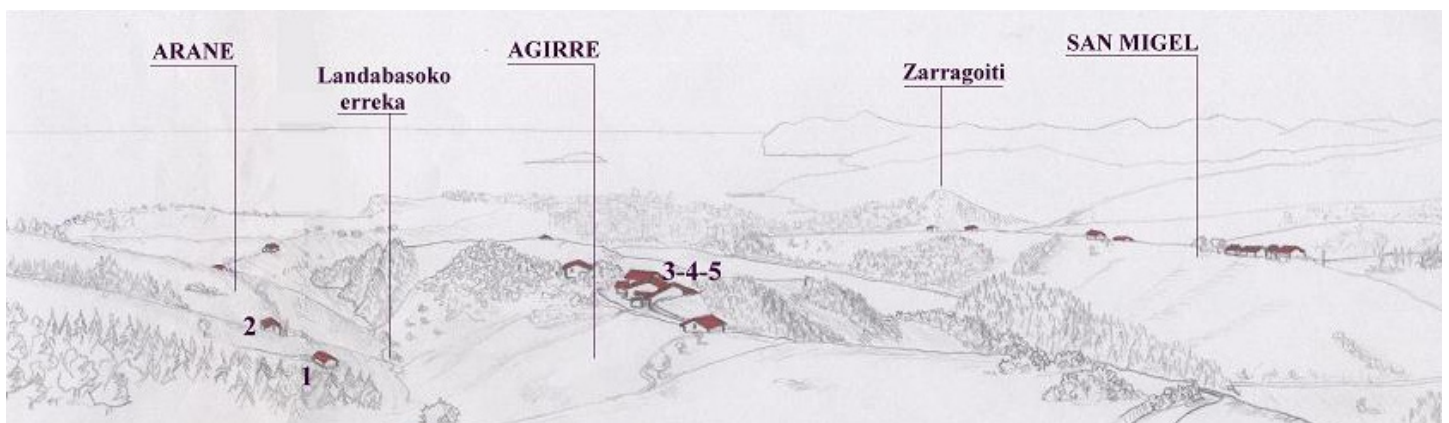 ARANE
Landabasoko
erreka
AGIRRE
Zarragoiti
SAN MIGEL
3-4-5
2
1